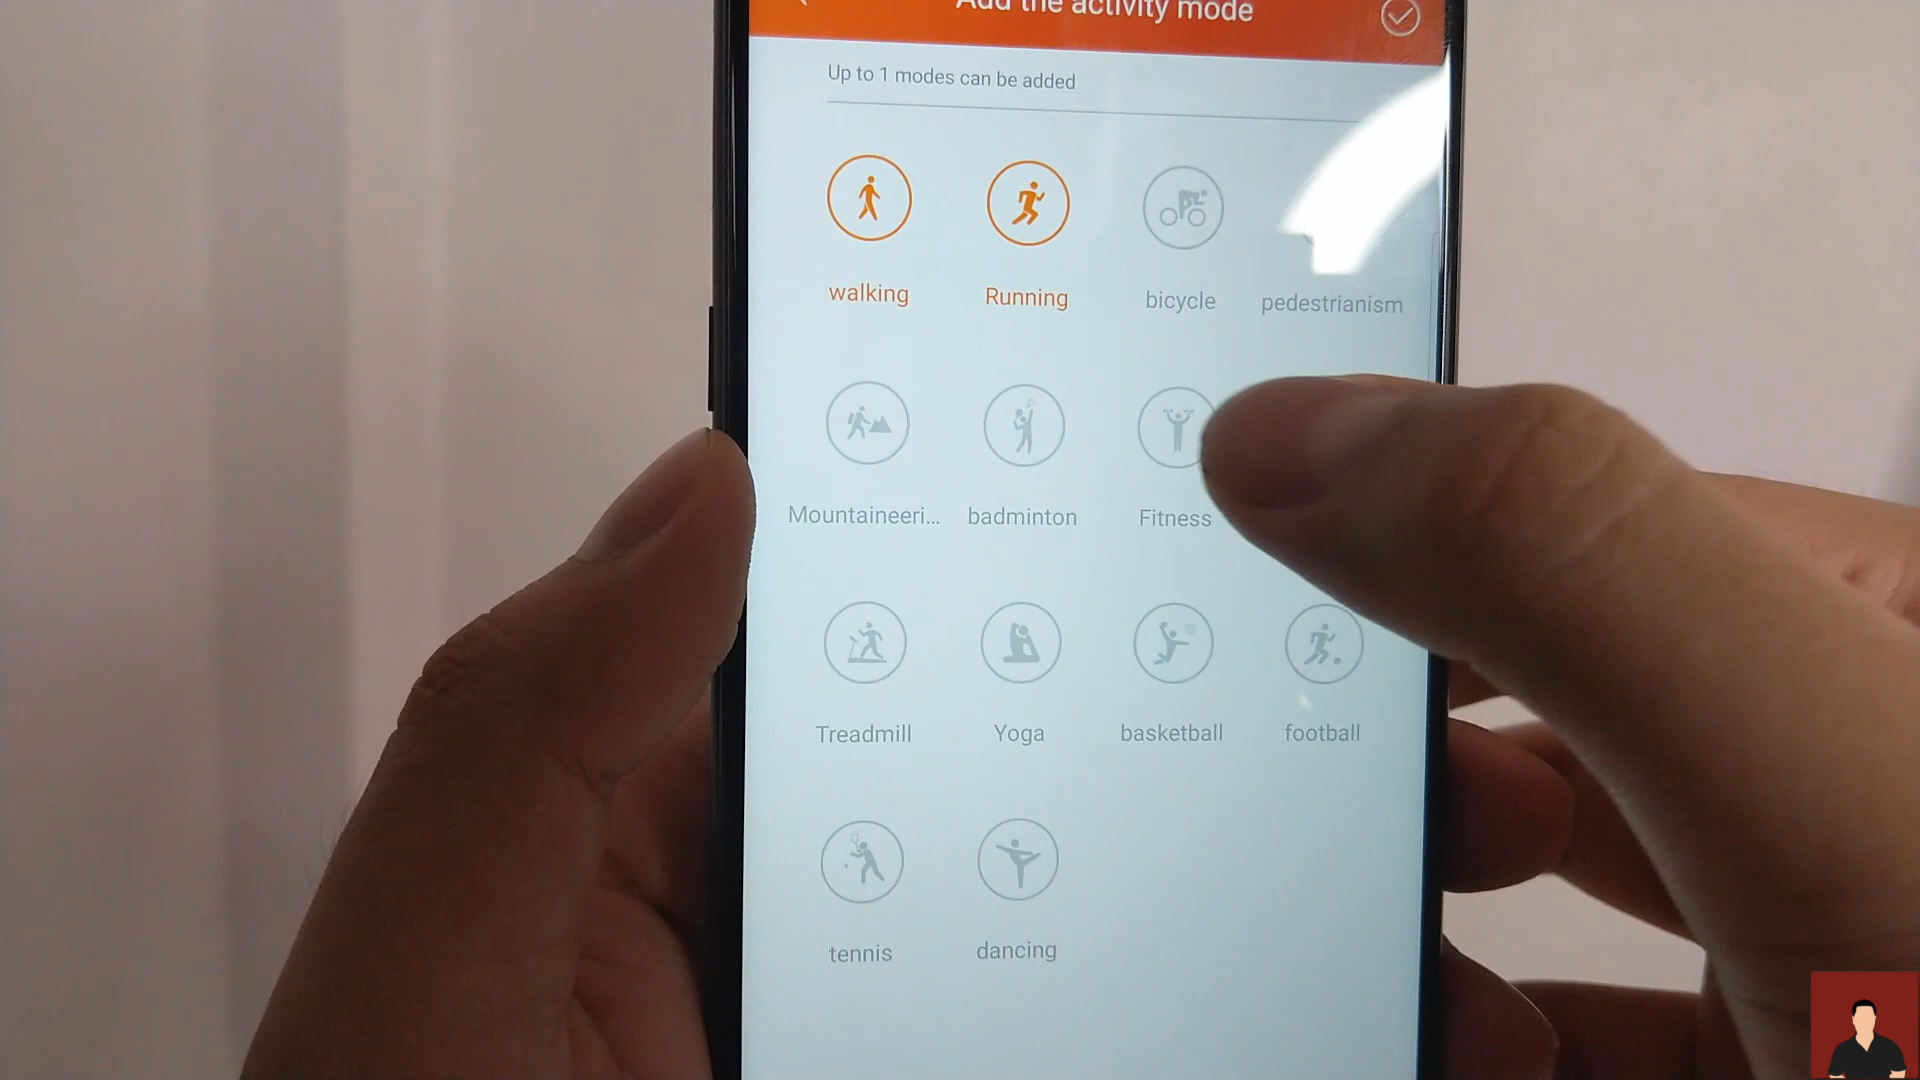 Add the activity mode
Up to 1 modes can be added
walking Running bicycle pedestrianism
Mountaineeri... badminton Fitness
Treadmill Yoga basketball football
tennis dancing